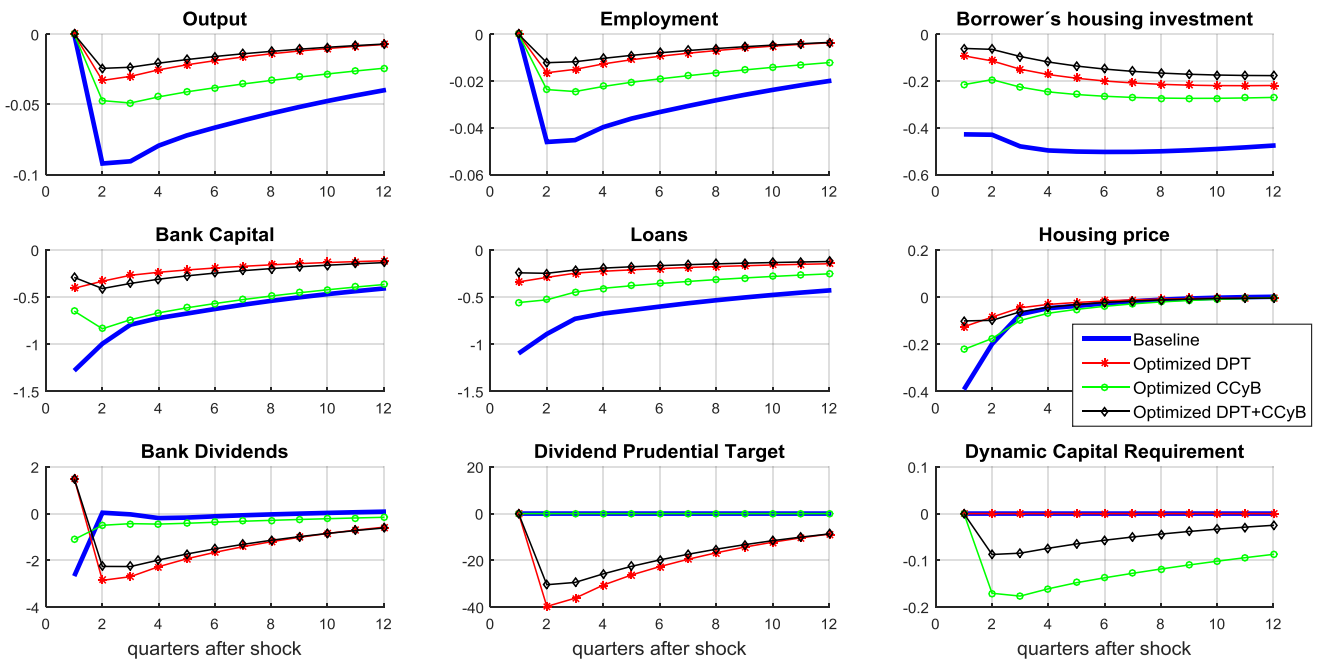 Output
Employment
Borrower´s housing investment
0
-0.05
-0.1
0 2 4 6 8 10 12
0
-0.02
-0.04
-0.06
0 2 4 6 8 10 12
0
-0.2
-0.4
-0.6
0 2 4 6 8 10 12
Bank Capital
Loans
Housing price
0
-0.5
-1
-1.5
0 2 4 6 8 10 12
0
-0.5
-1
-1.5
0 2 4 6 8 10 12
0.2
0
-0.2
-0.4
0 2 4
Baseline
Optimized DPT
Optimized CCyB
Optimized DPT+CCyB
Bank Dividends
Dividend Prudential Target
Dynamic Capital Requirement
2
0
-2
-4
0 2 4 6 8 10 12
quarters after shock
20
0
-20
-40
0 2 4 6 8 10 12
quarters after shock
0.1
0
-0.1
-0.2
0 2 4 6 8 10 12
quarters after shock